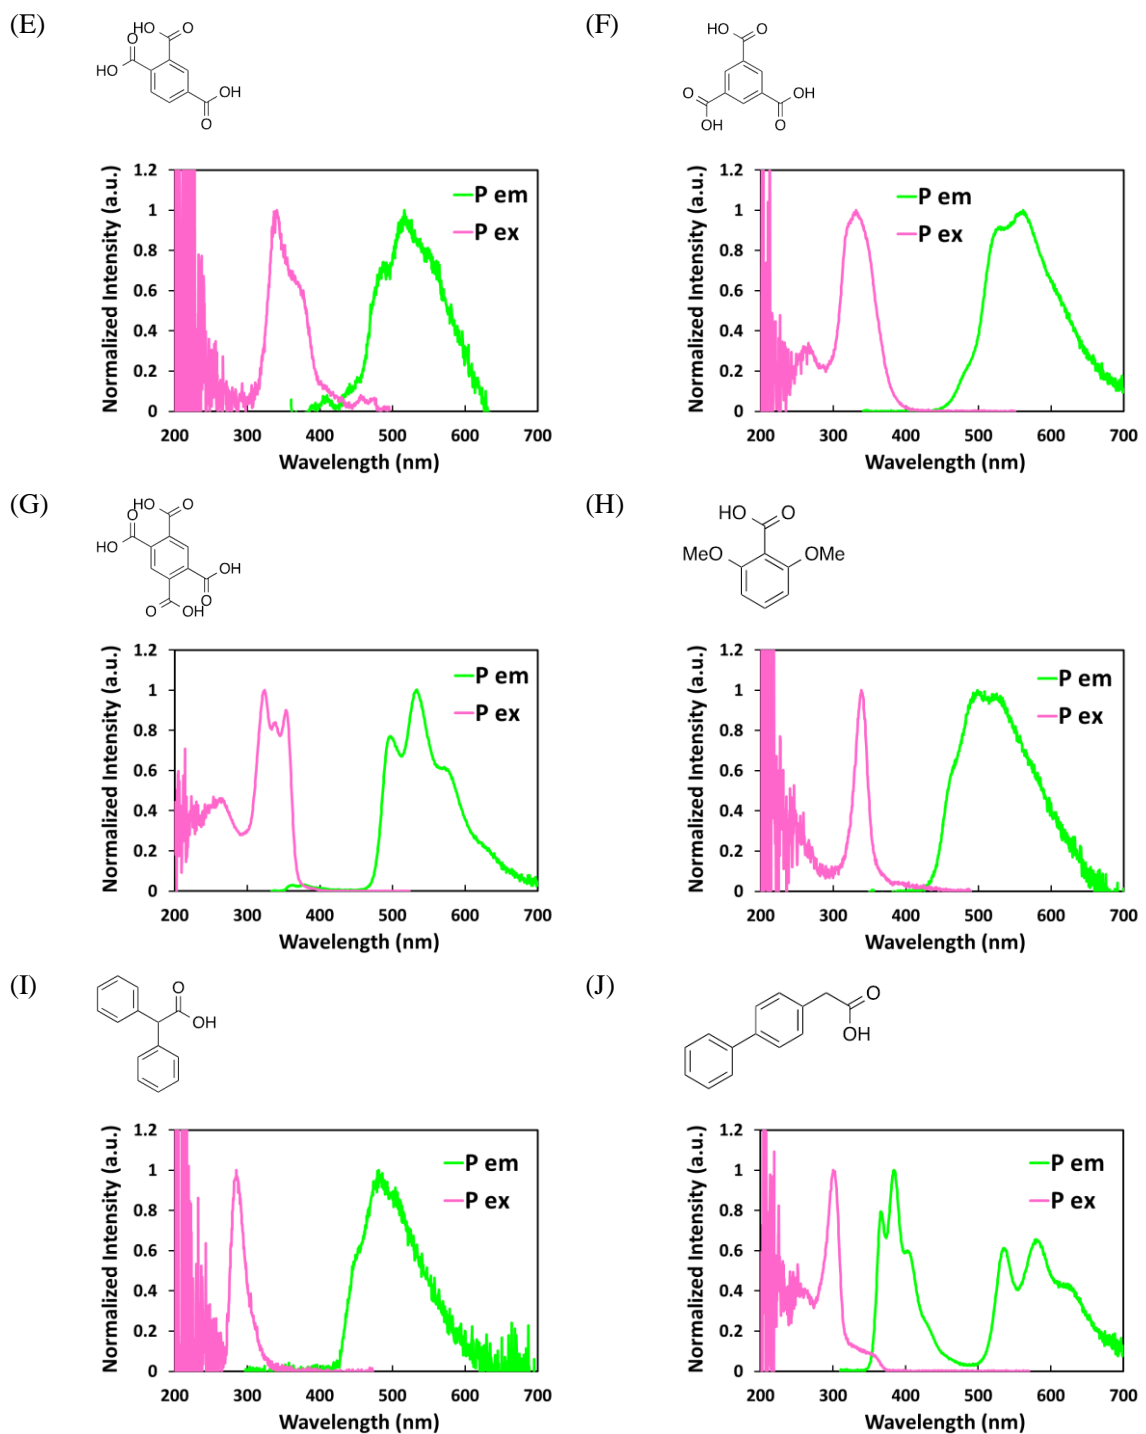 (E)
HO
O
O
HO
OH
O
(F)
HO
O
O
OH
OH
O
Normalized Intensity (a.u.)
1.2
1
0.8
0.6
0.4
0.2
0
P em
P ex
200 300 400 500 600 700
Wavelength (nm)
Normalized Intensity (a.u.)
1.2
1
0.8
0.6
0.4
0.2
0
P em
P ex
200 300 400 500 600 700
Wavelength (nm)
(G)
HO
O
O
HO
OH
O
O
OH
(H)
HO
O
MeO
OMe
Normalized Intensity (a.u.)
1.2
1
0.8
0.6
0.4
0.2
0
P em
P ex
200 300 400 500 600 700
Wavelength (nm)
Normalized Intensity (a.u.)
1.2
1
0.8
0.6
0.4
0.2
0
P em
P ex
200 300 400 500 600 700
Wavelength (nm)
(I)
O
OH
(J)
O
OH
Normalized Intensity (a.u.)
1.2
1
0.8
0.6
0.4
0.2
0
P em
P ex
200 300 400 500 600 700
Wavelength (nm)
Normalized Intensity (a.u.)
1.2
1
0.8
0.6
0.4
0.2
0
P em
P ex
200 300 400 500 600 700
Wavelength (nm)